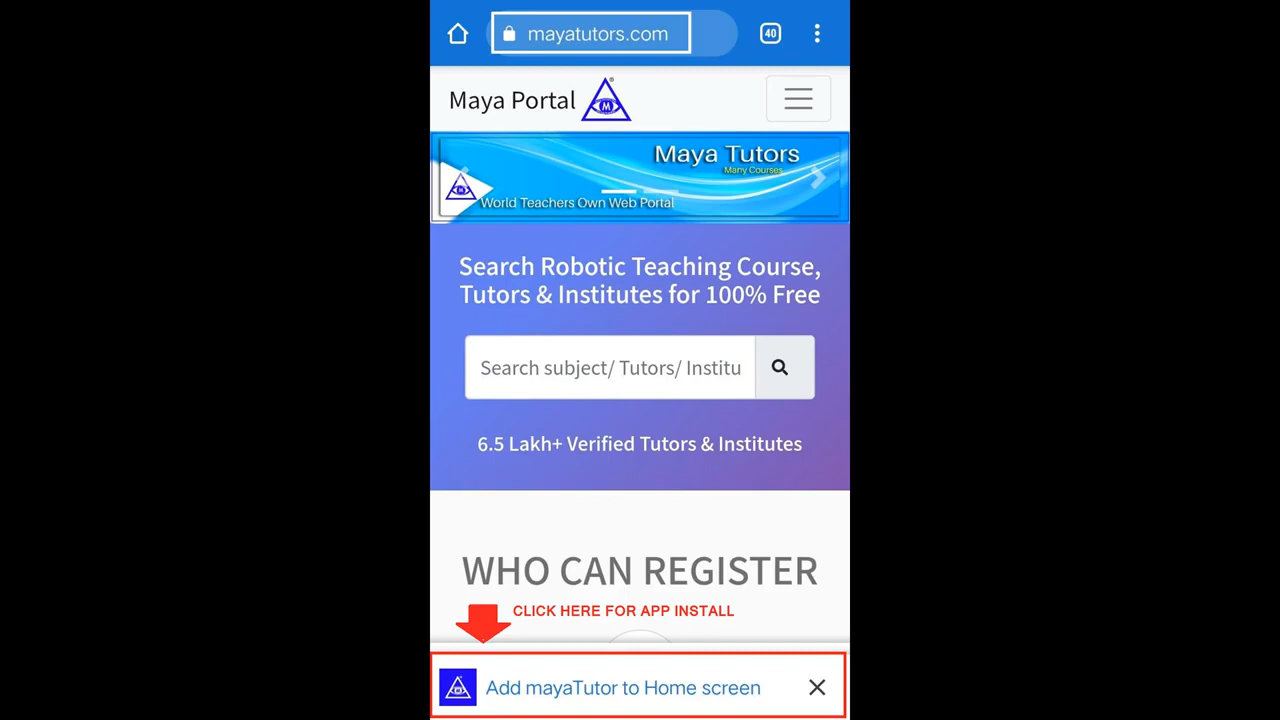 mayatutors.com
40
Maya Portal
M
Maya Tutors
Many Courses
World Teachers Own Web Portal
Search Robotic Teaching Course,
Tutors & Institutes for 100% Free
Search subject/ Tutors/ Institu
6.5 Lakh+ Verified Tutors & Institutes
WHO CAN REGISTER
CLICK HERE FOR APP INSTALL
Add mayaTutor to Home screen